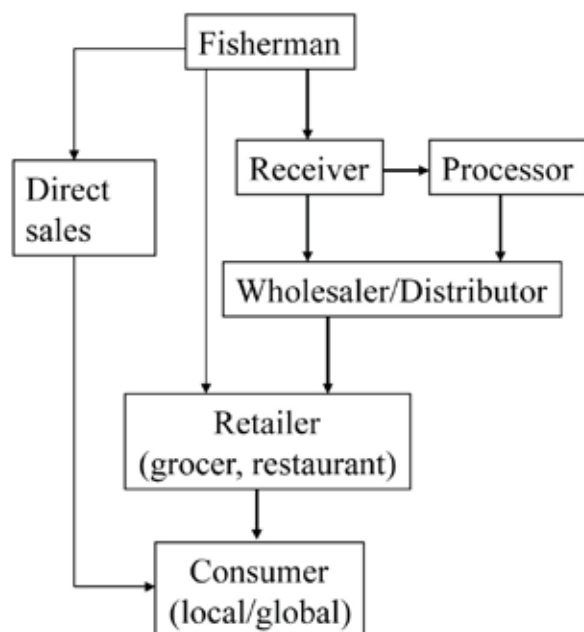 Fisherman
Receiver
Processor
Direct
sales
Wholesaler/Distributor
Retailer
(grocer, restaurant)
Consumer
(local/global)